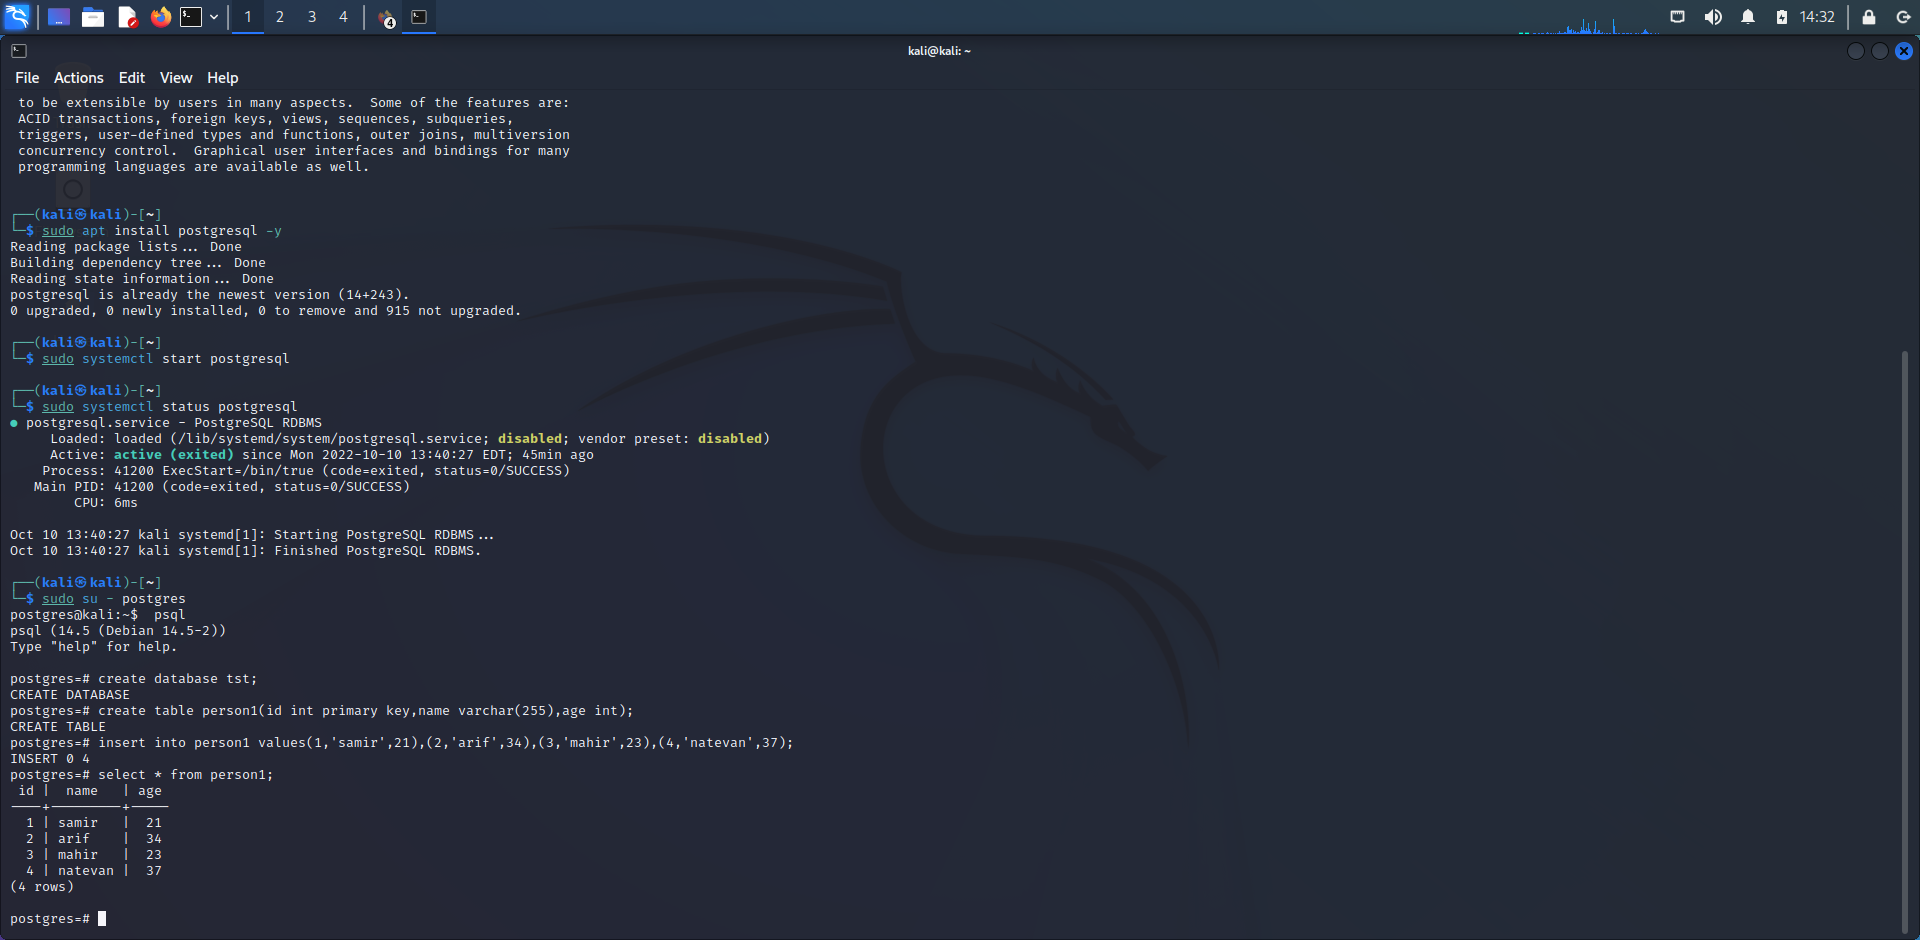 1 2 3 4 4 14:32
kali@kali: ~
File Actions Edit View Help
to be extensible by users in many aspects.  Some of the features are:
ACID transactions, foreign keys, views, sequences, subqueries,
triggers, user-defined types and functions, outer joins, multiversion
concurrency control.  Graphical user interfaces and bindings for many
programming languages are available as well.
┌──(kali㉿kali)-[~]
└─$ sudo apt install postgresql -y
Reading package lists... Done
Building dependency tree... Done
Reading state information... Done
postgresql is already the newest version (14+243).
0 upgraded, 0 newly installed, 0 to remove and 915 not upgraded.
┌──(kali㉿kali)-[~]
└─$ sudo systemctl start postgresql
┌──(kali㉿kali)-[~]
└─$ sudo systemctl status postgresql
● postgresql.service - PostgreSQL RDBMS
Loaded: loaded (/lib/systemd/system/postgresql.service; disabled; vendor preset: disabled)
Active: active (exited) since Mon 2022-10-10 13:40:27 EDT; 45min ago
Process: 41200 ExecStart=/bin/true (code=exited, status=0/SUCCESS)
Main PID: 41200 (code=exited, status=0/SUCCESS)
CPU: 6ms
Oct 10 13:40:27 kali systemd[1]: Starting PostgreSQL RDBMS...
Oct 10 13:40:27 kali systemd[1]: Finished PostgreSQL RDBMS.
┌──(kali㉿kali)-[~]
└─$ sudo su - postgres
postgres@kali:~$  psql
psql (14.5 (Debian 14.5-2))
Type "help" for help.
postgres=# create database tst;
CREATE DATABASE
postgres=# create table person1(id int primary key,name varchar(255),age int);
CREATE TABLE
postgres=# insert into person1 values(1,'samir',21),(2,'arif',34),(3,'mahir',23),(4,'natevan',37);
INSERT 0 4
postgres=# select * from person1;
id |  name   | age
----+---------+-----
1 | samir   |  21
2 | arif    |  34
3 | mahir   |  23
4 | natevan |  37
(4 rows)
postgres=#